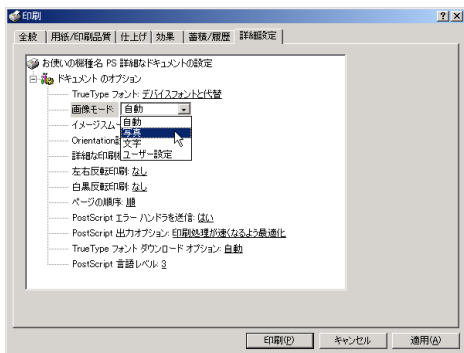 印刷
全般 用紙/印刷品質 仕上げ 効果 蓄積/履歴 詳細設定
お使いの機種名 PS 詳細なドキュメントの設定
ドキュメント のオプション
TrueType フォント: デバイスフォントと代替
画像モード: 自動
イメージスム
自動
写真
Orientation
文字
詳細な印刷
ユーザー設定
左右反転印刷: なし
白黒反転印刷: なし
ページの順序: 順
PostScript エラー ハンドラを送信: はい
PostScript 出力オプション: 印刷処理が速くなるよう最適化
TrueType フォント ダウンロード オプション: 自動
PostScript 言語レベル: 3
印刷(P) キャンセル 適用(A)